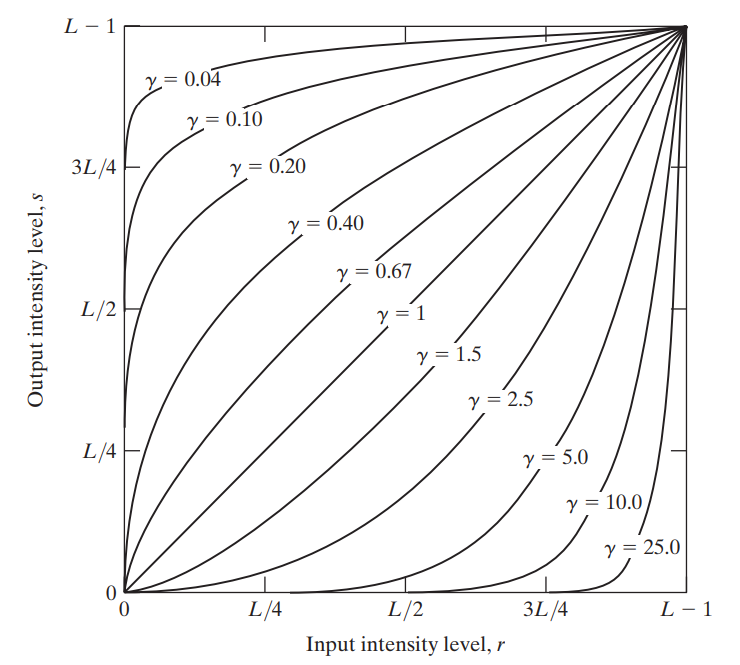 L − 1
γ = 0.04
γ = 0.10
3L/4
γ = 0.20
γ = 0.40
Output intensity level, s
γ = 0.67
L/2
γ = 1
γ = 1.5
γ = 2.5
L/4
γ = 5.0
γ = 10.0
γ = 25.0
0
0
L/4
L/2
3L/4
L − 1
Input intensity level, r